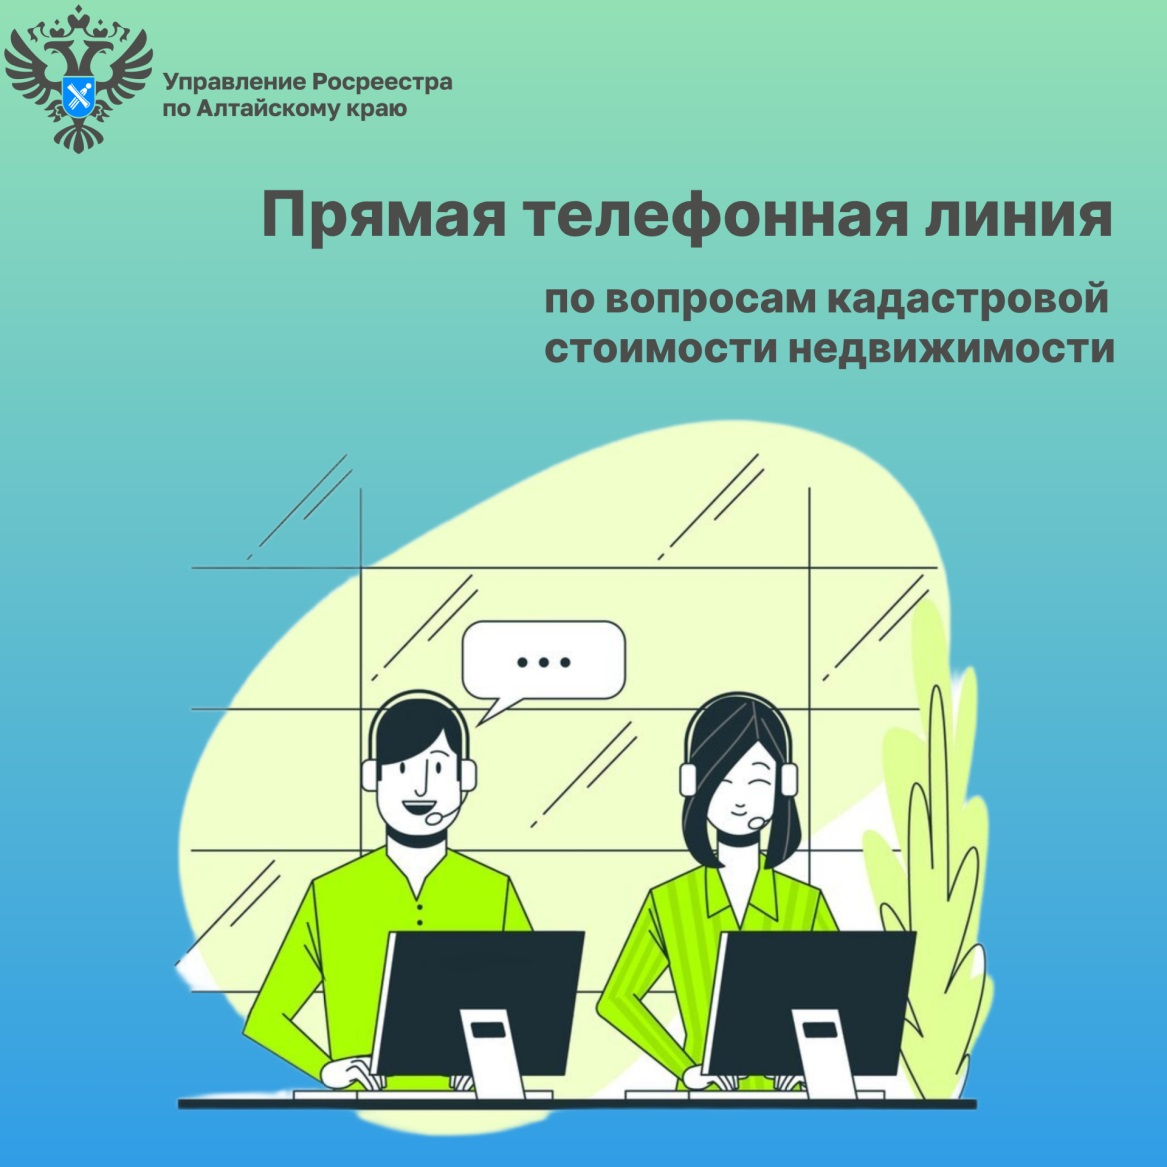 Управление Росреестра
по Алтайскому краю
Прямая телефонная линия
по вопросам кадастровой
стоимости недвижимости